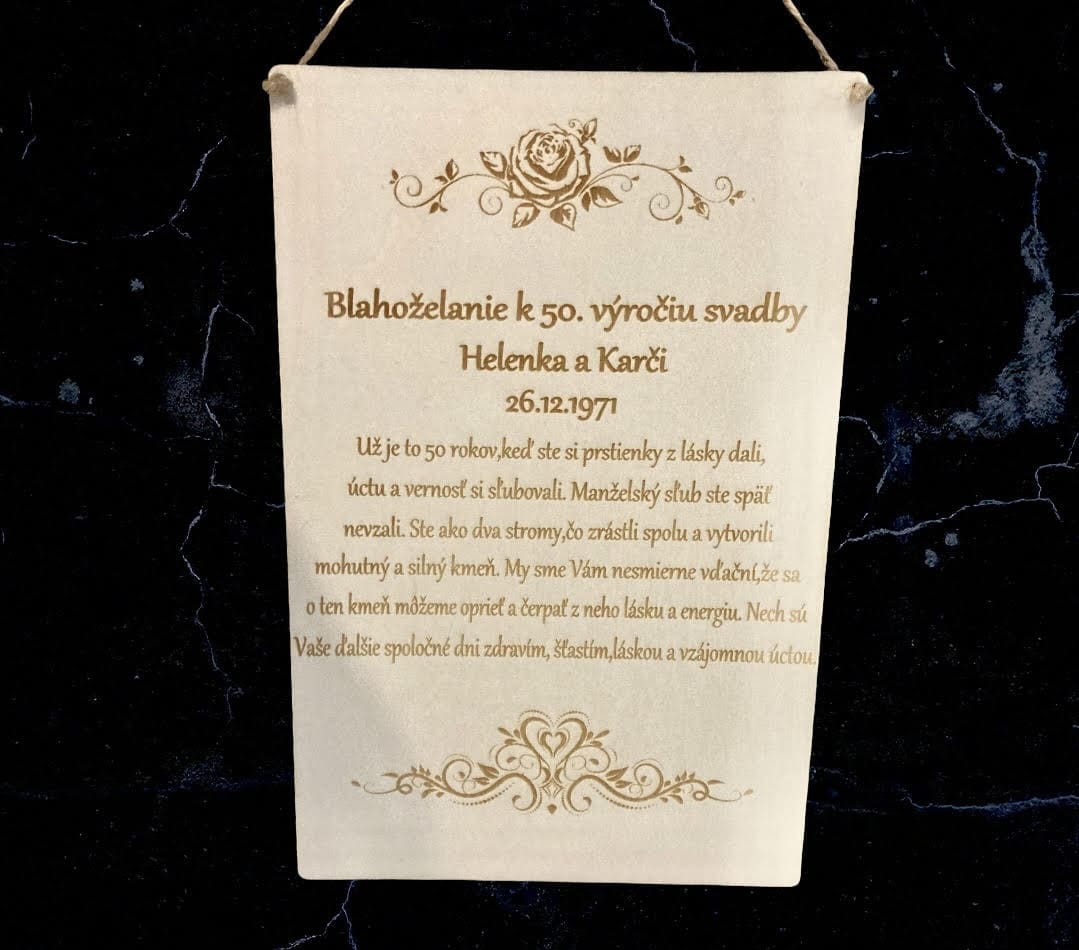 Blahoželanie k 50. výročiu svadby
Helenka a Karči
26.12.1971
Už je to 50 rokov,keď ste si prstienky z lásky dali,
úctu a vernosť si sľubovali. Manželský sľub ste späť
nevzali. Ste ako dva stromy,čo zrástli spolu a vytvorili
mohutný a silný kmeň. My sme Vám nesmierne vďační,že sa
o ten kmeň môžeme oprieť a čerpať z neho lásku a energiu. Nech sú
Vaše ďalšie spoločné dni zdravím, šťastím,láskou a vzájomnou úctou.